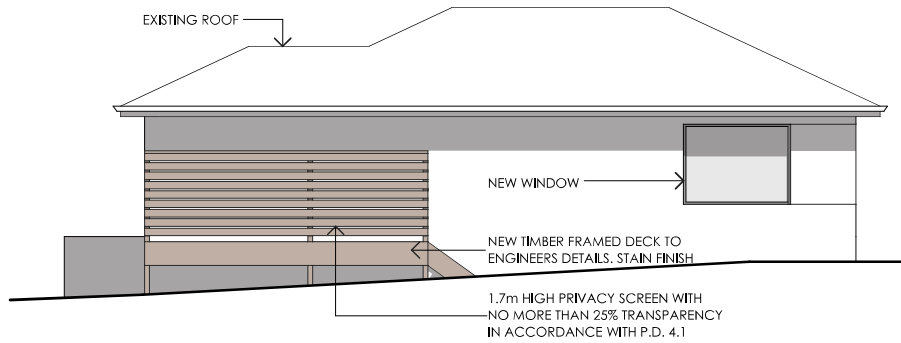 EXISTING ROOF
NEW WINDOW
NEW TIMBER FRAMED DECK TO
ENGINEERS DETAILS. STAIN FINISH
1.7m HIGH PRIVACY SCREEN WITH
NO MORE THAN 25% TRANSPARENCY
IN ACCORDANCE WITH P.D. 4.1